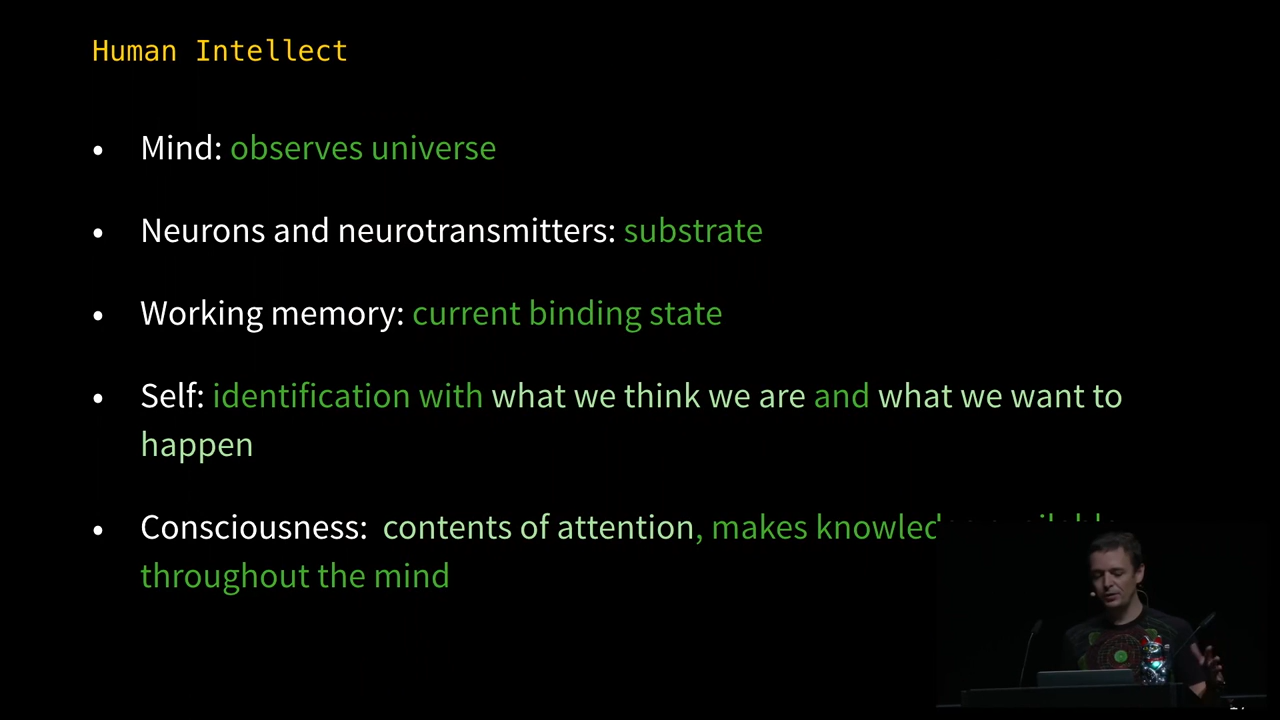 Human Intellect
• Mind: observes universe
• Neurons and neurotransmitters: substrate
• Working memory: current binding state
• Self: identification with what we think we are and what we want to
happen
• Consciousness: contents of attention, makes
throughout the mind